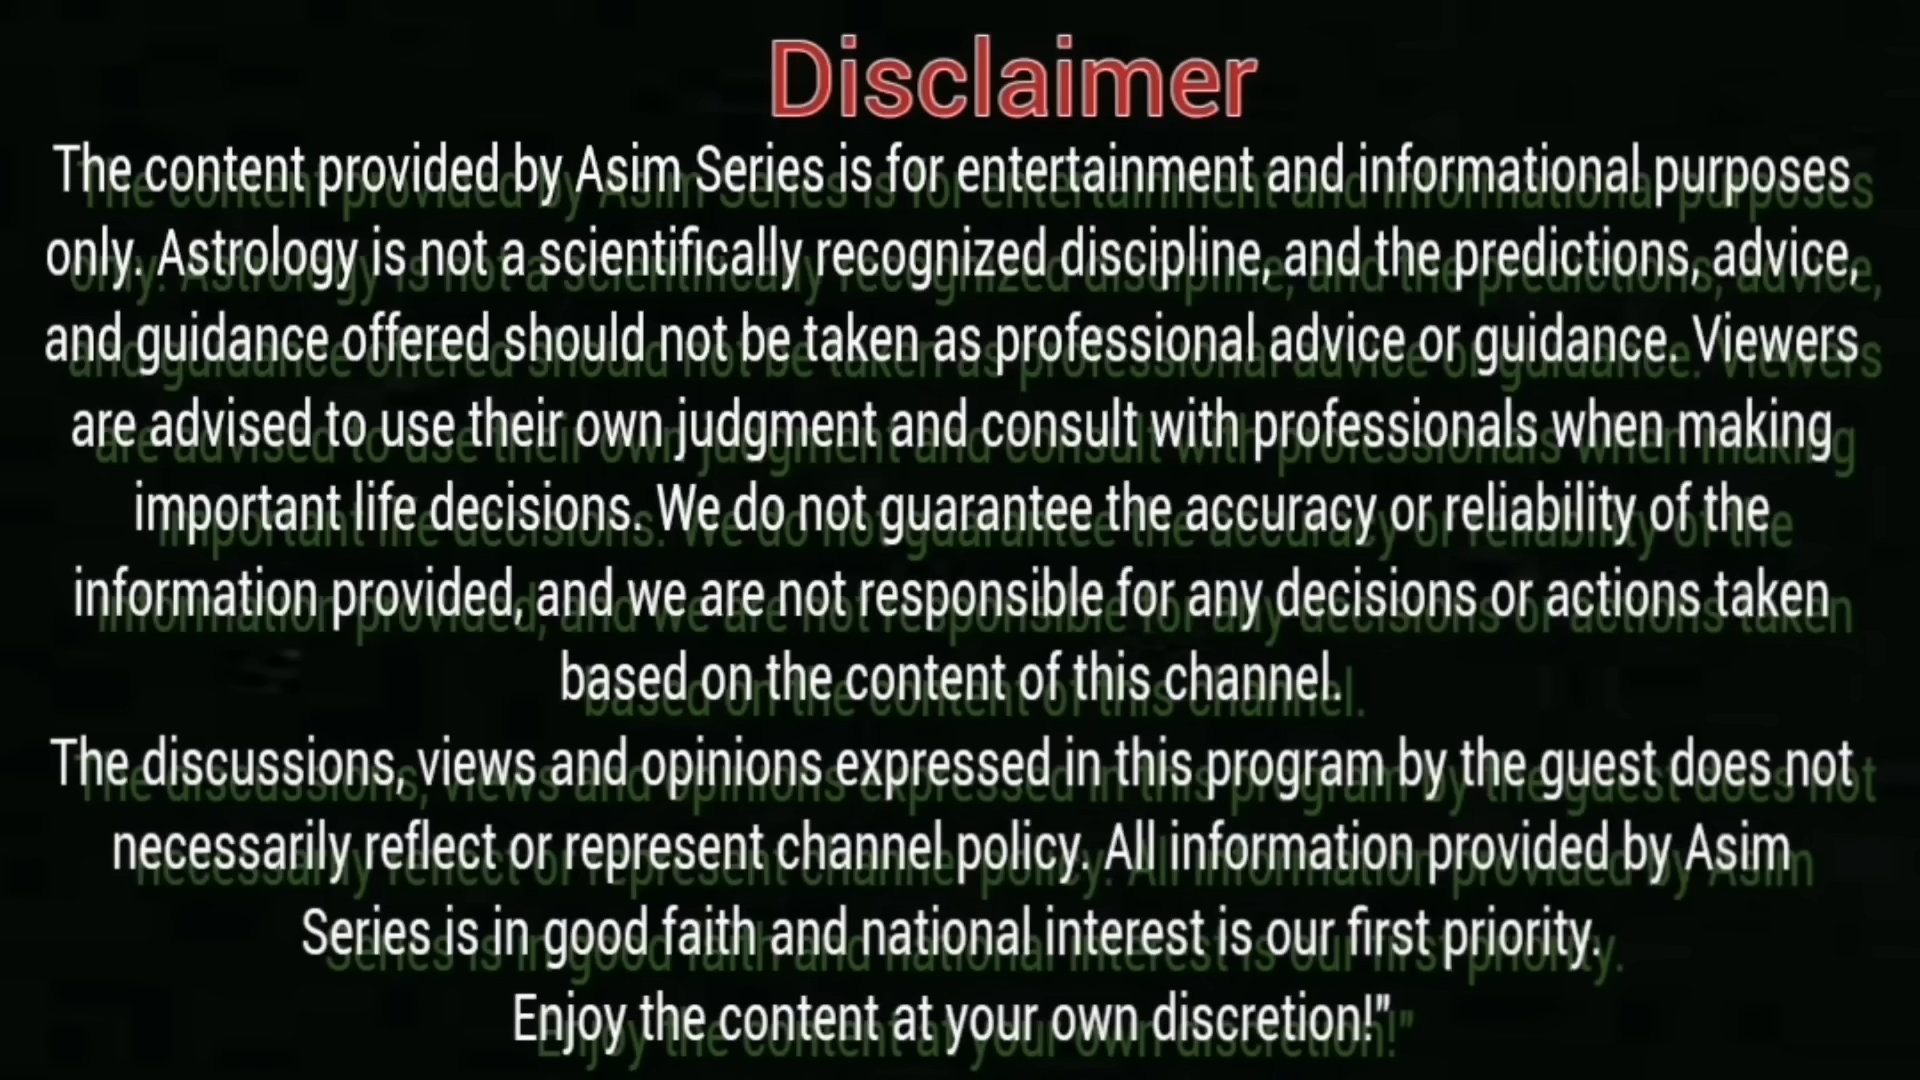 Disclaimer
The content provided by Asim Series is for entertainment and informational purposes
only. Astrology is not a scientifically recognized discipline, and the predictions, advice,
and guidance offered should not be taken as professional advice or guidance. Viewers
are advised to use their own judgment and consult with professionals when making
important life decisions. We do not guarantee the accuracy or reliability of the
information provided, and we are not responsible for any decisions or actions taken
based on the content of this channel.
The discussions, views and opinions expressed in this program by the guest does not
necessarily reflect or represent channel policy. All information provided by Asim
Series is in good faith and national interest is our first priority.
Enjoy the content at your own discretion!"